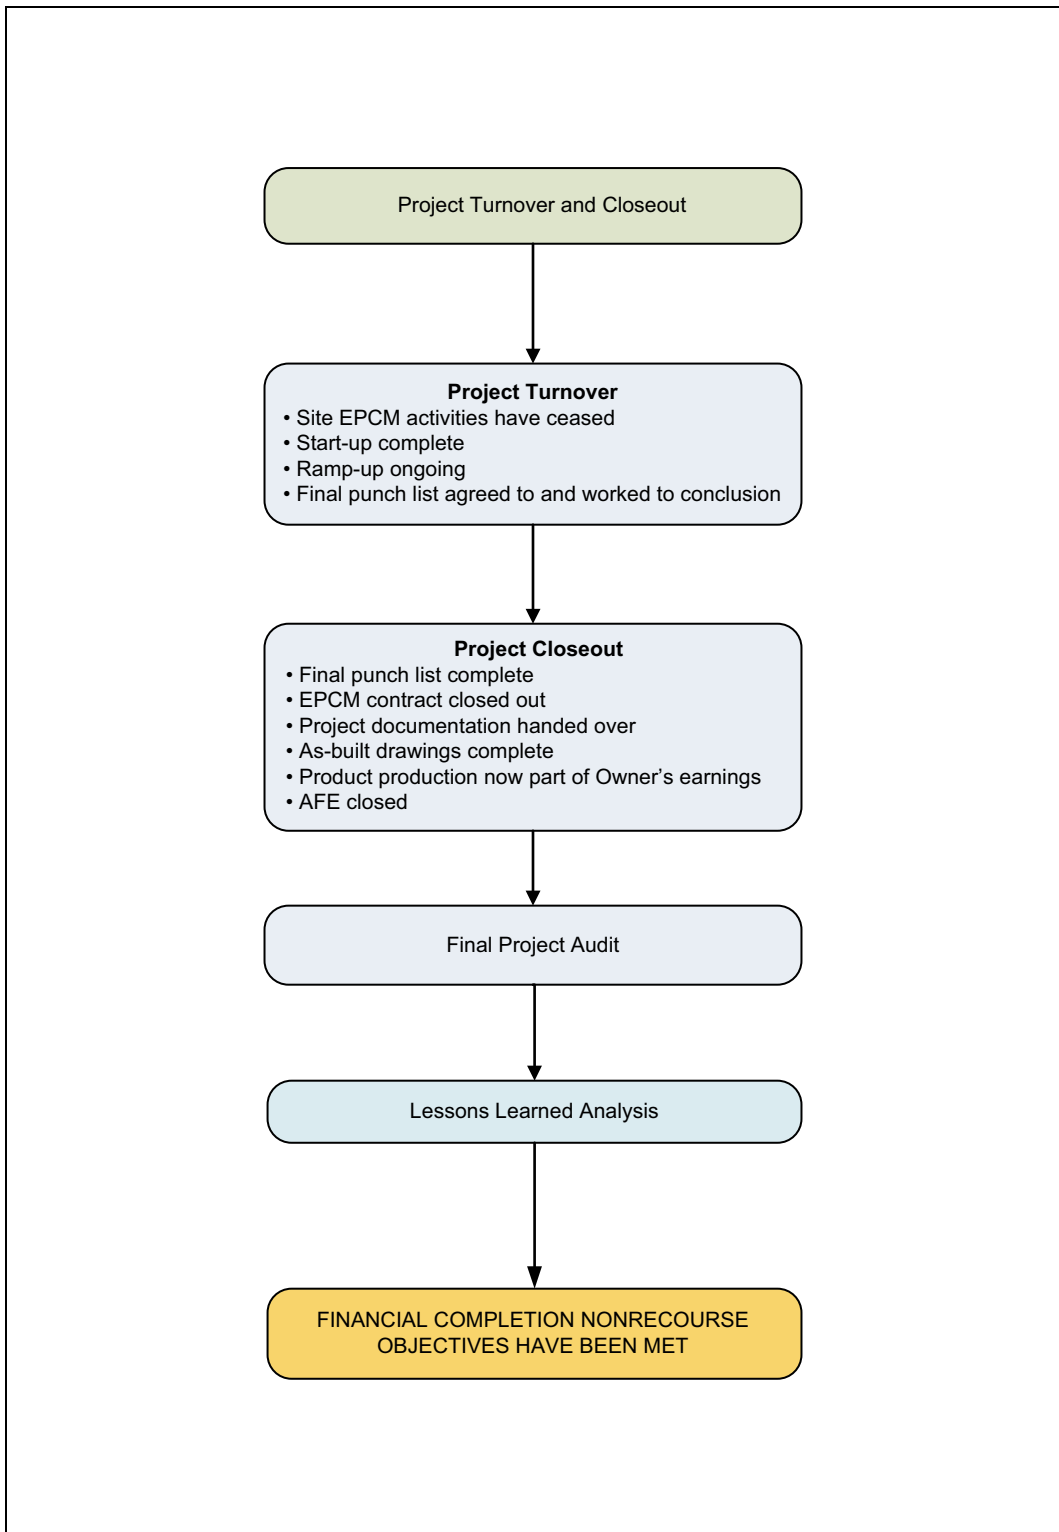 Project Turnover and Closeout
Project Turnover
• Site EPCM activities have ceased
• Start-up complete
• Ramp-up ongoing
• Final punch list agreed to and worked to conclusion
Project Closeout
• Final punch list complete
• EPCM contract closed out
• Project documentation handed over
• As-built drawings complete
• Product production now part of Owner’s earnings
• AFE closed
Final Project Audit
Lessons Learned Analysis
FINANCIAL COMPLETION NONRECOURSE
OBJECTIVES HAVE BEEN MET